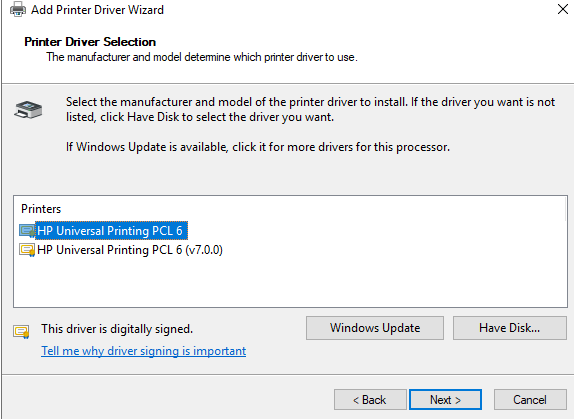 Add Printer Driver Wizard
Printer Driver Selection
The manufacturer and model determine which printer driver to use.
Select the manufacturer and model of the printer driver to install. If the driver you want is not
listed, click Have Disk to select the driver you want.
If Windows Update is available, click it for more drivers for this processor.
Printers
HP Universal Printing PCL 6
HP Universal Printing PCL 6 (v7.0.0)
This driver is digitally signed.
Windows Update
Have Disk...
Tell me why driver signing is important
< Back
Next >
Cancel